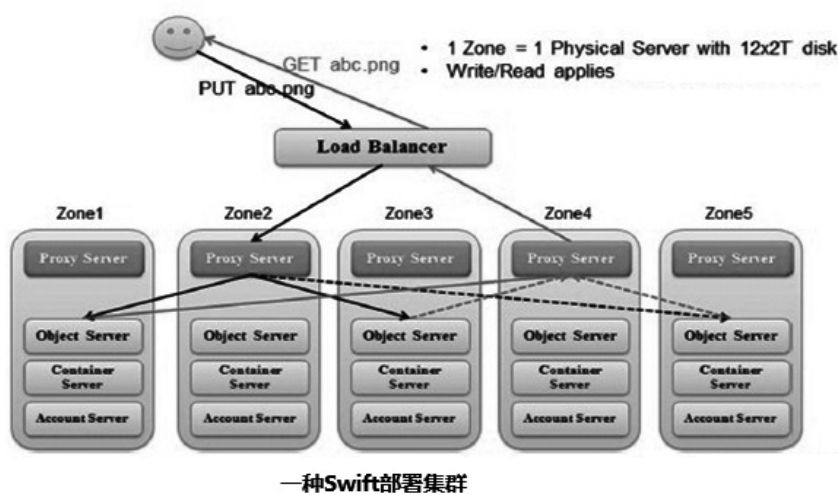 GET abc.png
PUT abc.png
• 1 Zone = 1 Physical Server with 12x2T disk
• Write/Read applies
Load Balancer
Zone1 Zone2 Zone3 Zone4 Zone5
Proxy Server Proxy Server Proxy Server Proxy Server Proxy Server
Object Server Object Server Object Server Object Server Object Server
Container Container Container Container Container
Server Server Server Server Server
Account Server Account Server Account Server Account Server Account Server
一种Swift部署集群